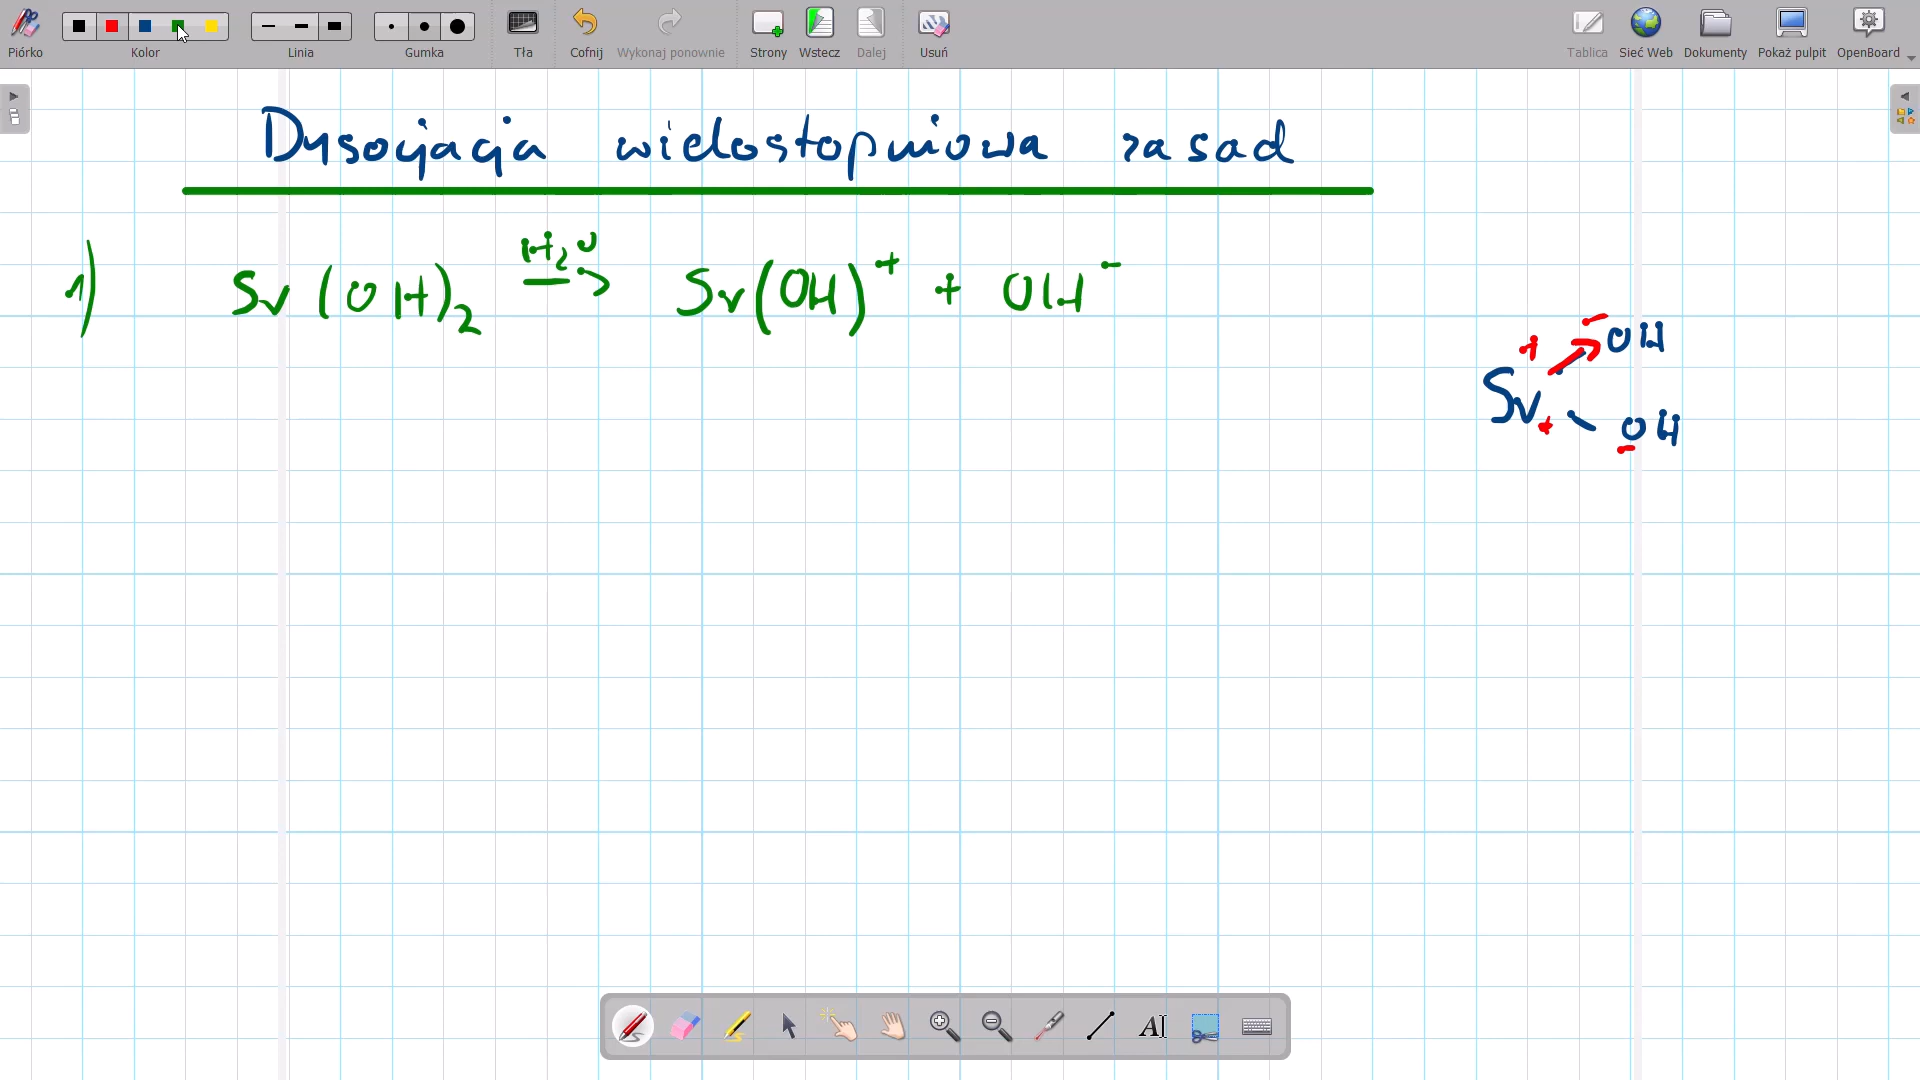 Piórko Kolor Linia Gumka Tła Cofnij Wykonaj ponownie Strony Wstecz Dalej Usuń Tablica Sieć Web Dokumenty Pokaż pulpit OpenBoard
Dysocjacja wielostopniowa zasad
1) Sr(OH)₂ H₂O → Sr(OH)⁺ + OH⁻
+ - OH
Sr
+ OH
-
A